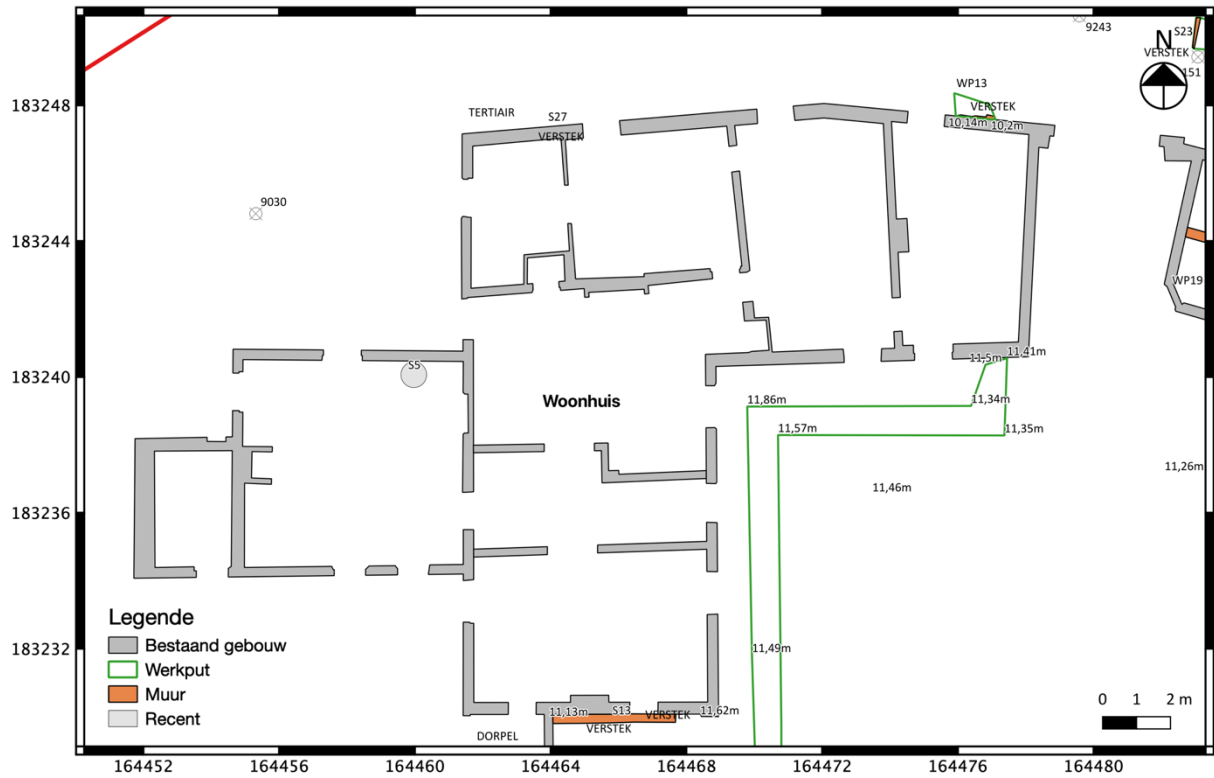 9243
S23
N
VERSTEK
151
WP13
183248
TERTIAIR
S27
VERSTEK
VERSTEK
10,14m
10,2m
9030
183244
WP19
S5
11,5m
11,41m
183240
Woonhuis
11,86m
11,34m
11,57m
11,35m
11,26m
11,46m
183236
Legende
Bestaand gebouw
Werkput
Muur
Recent
183232
11,49m
11,13m
S13
VERSTEK
11,62m
VERSTEK
DORPEL
0 1 2 m
164452 164456 164460 164464 164468 164472 164476 164480